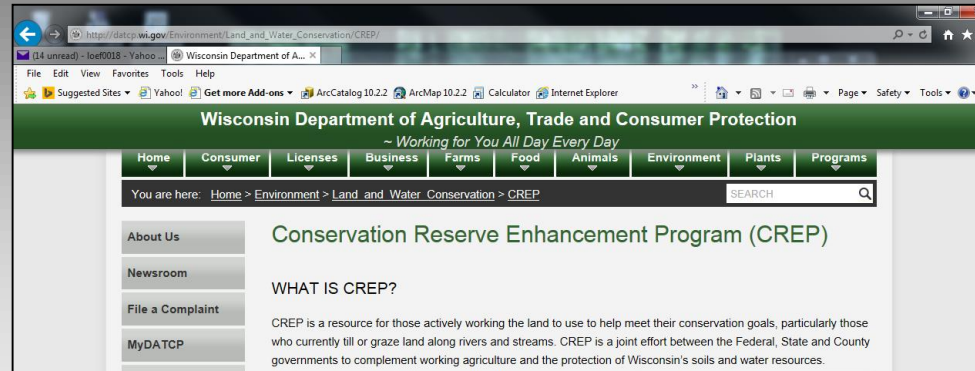 http://datcp.wi.gov/Environment/Land_and_Water_Conservation/CREP/
(14 unread) - loef0018 - Yahoo ... Wisconsin Department of A... ×
File Edit View Favorites Tools Help
Suggested Sites Yahoo! Get more Add-ons ArcCatalog 10.2.2 ArcMap 10.2.2 Calculator Internet Explorer » Page Safety Tools
Wisconsin Department of Agriculture, Trade and Consumer Protection
~ Working for You All Day Every Day
Home Consumer Licenses Business Farms Food Animals Environment Plants Programs
You are here: Home > Environment > Land and Water Conservation > CREP SEARCH
About Us
Conservation Reserve Enhancement Program (CREP)
Newsroom
WHAT IS CREP?
File a Complaint
CREP is a resource for those actively working the land to use to help meet their conservation goals, particularly those
MyDATCP
who currently till or graze land along rivers and streams. CREP is a joint effort between the Federal, State and County
governments to complement working agriculture and the protection of Wisconsin's soils and water resources.